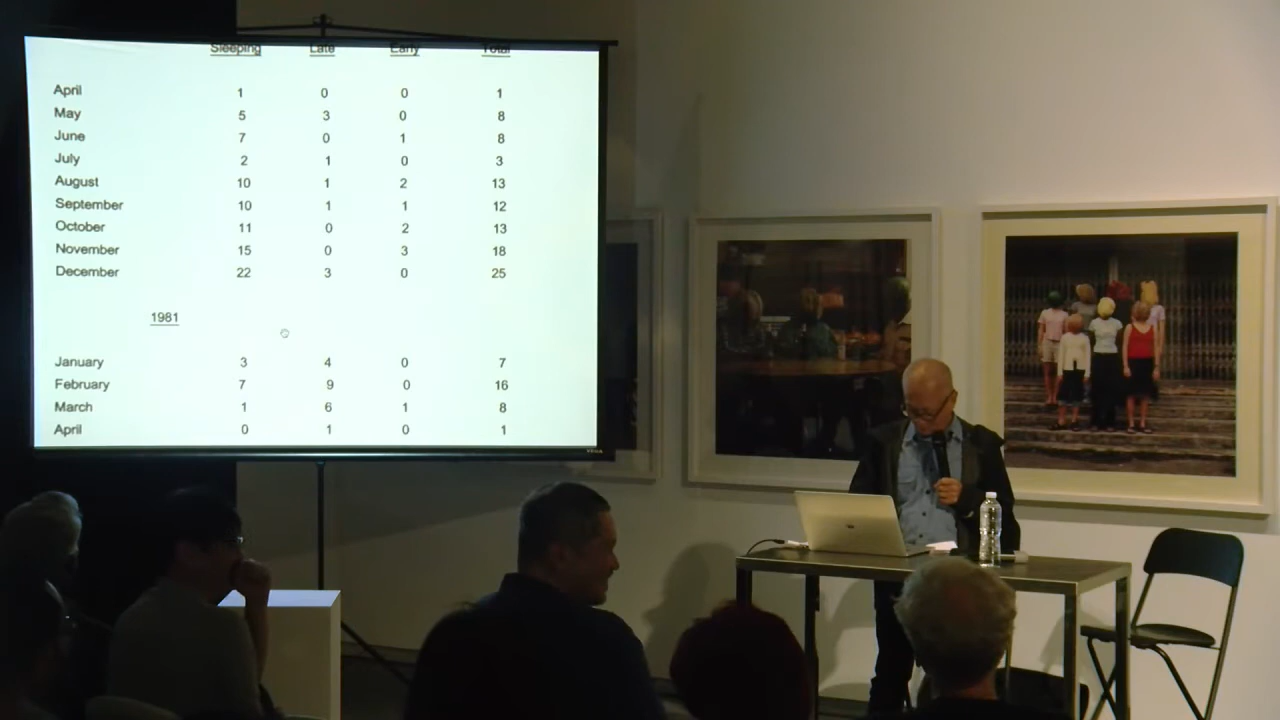 Sleeping Late Early Total
April 1 0 0 1
May 5 3 0 8
June 7 0 1 8
July 2 1 0 3
August 10 1 2 13
September 10 1 1 12
October 11 0 2 13
November 15 0 3 18
December 22 3 0 25
1981
January 3 4 0 7
February 7 9 0 16
March 1 6 1 8
April 0 1 0 1